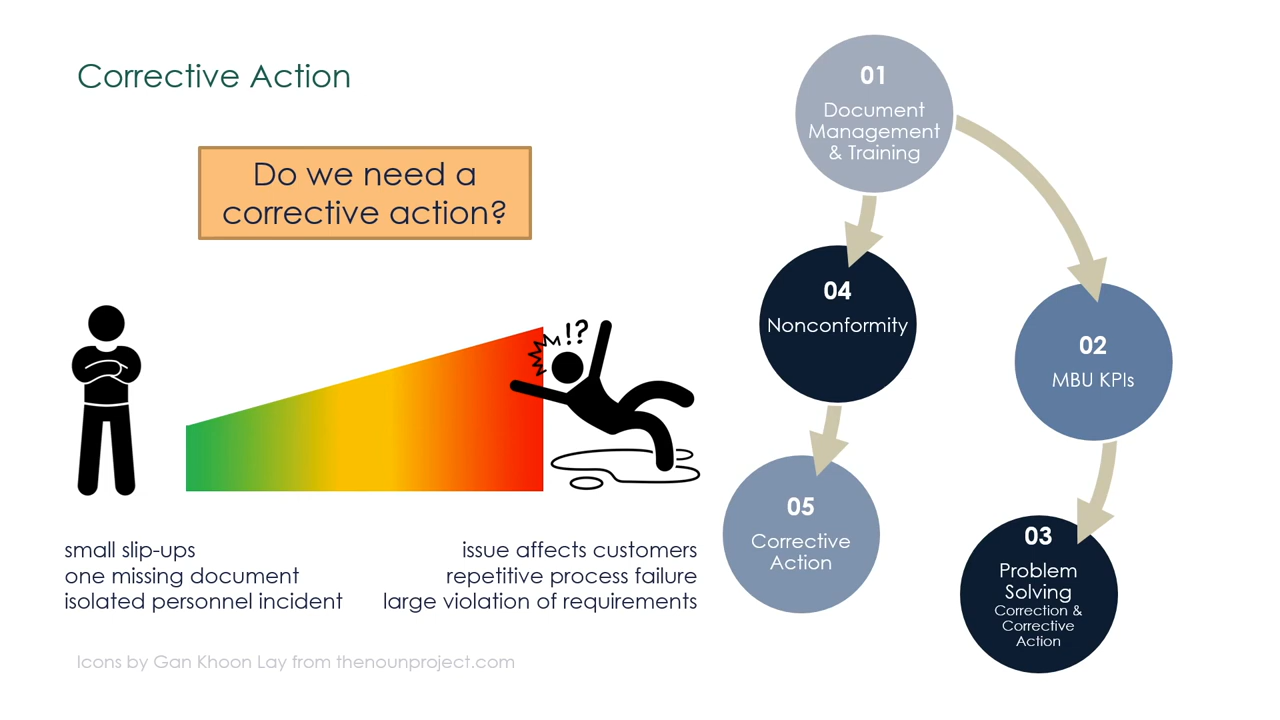 Corrective Action
Do we need a
corrective action?
!?
small slip-ups
one missing document
isolated personnel incident
issue affects customers
repetitive process failure
large violation of requirements
Icons by Gan Khoon Lay from thenounproject.com
01
Document
Management
& Training
02
MBU KPIs
03
Problem
Solving
Correction &
Corrective
Action
04
Nonconformity
05
Corrective
Action